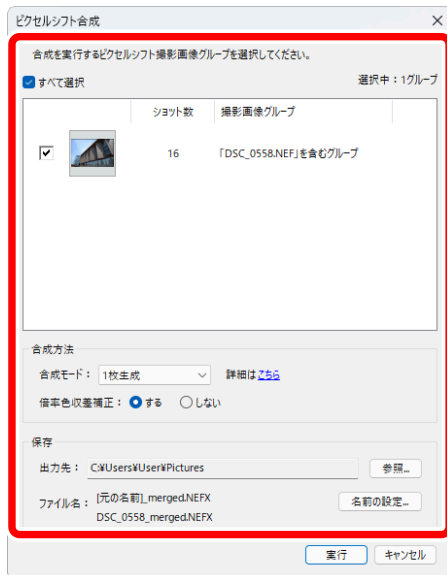 ピクセルシフト合成
合成を実行するピクセルシフト撮影画像グループを選択してください。
すべて選択 選択中：1グループ
ショット数 撮影画像グループ
16 「DSC_0558.NEF」を含むグループ
合成方法
合成モード： 1枚生成 詳細はこちら
倍率色収差補正： する しない
保存
出力先： C:¥Users¥User¥Pictures 参照...
ファイル名： [元の名前]_merged.NEFX 名前の設定...
DSC_0558_merged.NEFX
実行 キャンセル